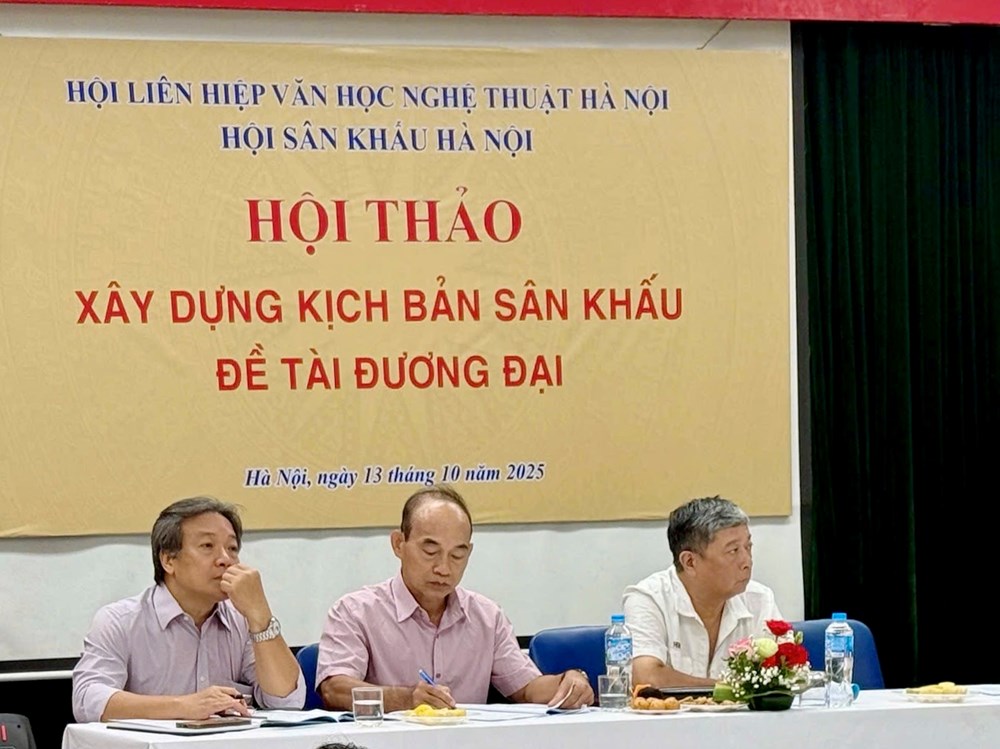 HỘI LIÊN HIỆP VĂN HỌC NGHỆ THUẬT HÀ NỘI
HỘI SÂN KHẤU HÀ NỘI
HỘI THẢO
XÂY DỰNG KỊCH BẢN SÂN KHẤU
ĐỀ TÀI ĐƯƠNG ĐẠI
Hà Nội, ngày 13 tháng 10 năm 2025